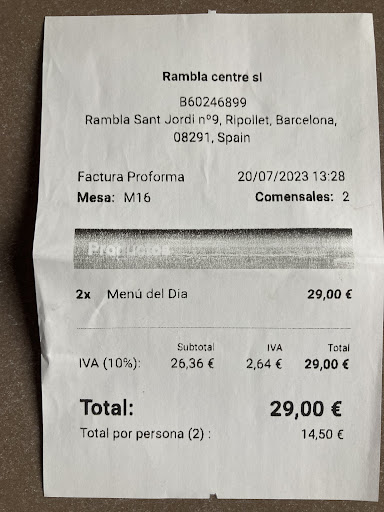 Rambla centre sl
B60246899
Rambla Sant Jordi nº9, Ripollet, Barcelona,
08291, Spain
Factura Proforma 20/07/2023 13:28
Mesa: M16 Comensales: 2
Productos
2x Menú del Dia 29,00 €
Subtotal IVA Total
IVA (10%): 26,36 € 2,64 € 29,00 €
Total: 29,00 €
Total por persona (2) : 14,50 €